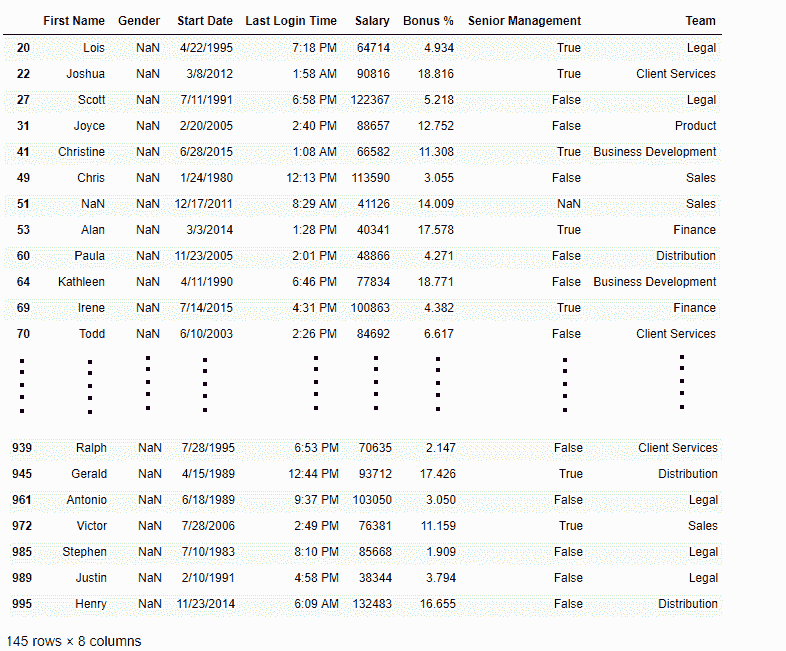 First Name Gender Start Date Last Login Time Salary Bonus % Senior Management Team
20 Lois NaN 4/22/1995 7:18 PM 64714 4.934 True Legal
22 Joshua NaN 3/8/2012 1:58 AM 90816 18.816 True Client Services
27 Scott NaN 7/11/1991 6:58 PM 122367 5.218 False Legal
31 Joyce NaN 2/20/2005 2:40 PM 88657 12.752 False Product
41 Christine NaN 6/28/2015 1:08 AM 66582 11.308 True Business Development
49 Chris NaN 1/24/1980 12:13 PM 113590 3.055 False Sales
51 NaN NaN 12/17/2011 8:29 AM 41126 14.009 NaN Sales
53 Alan NaN 3/3/2014 1:28 PM 40341 17.578 True Finance
60 Paula NaN 11/23/2005 2:01 PM 48866 4.271 False Distribution
64 Kathleen NaN 4/11/1990 6:46 PM 77834 18.771 False Business Development
69 Irene NaN 7/14/2015 4:31 PM 100863 4.382 True Finance
70 Todd NaN 6/10/2003 2:26 PM 84692 6.617 False Client Services
939 Ralph NaN 7/28/1995 6:53 PM 70635 2.147 False Client Services
945 Gerald NaN 4/15/1989 12:44 PM 93712 17.426 True Distribution
961 Antonio NaN 6/18/1989 9:37 PM 103050 3.050 False Legal
972 Victor NaN 7/28/2006 2:49 PM 76381 11.159 True Sales
985 Stephen NaN 7/10/1983 8:10 PM 85668 1.909 False Legal
989 Justin NaN 2/10/1991 4:58 PM 38344 3.794 False Legal
995 Henry NaN 11/23/2014 6:09 AM 132483 16.655 False Distribution
145 rows × 8 columns